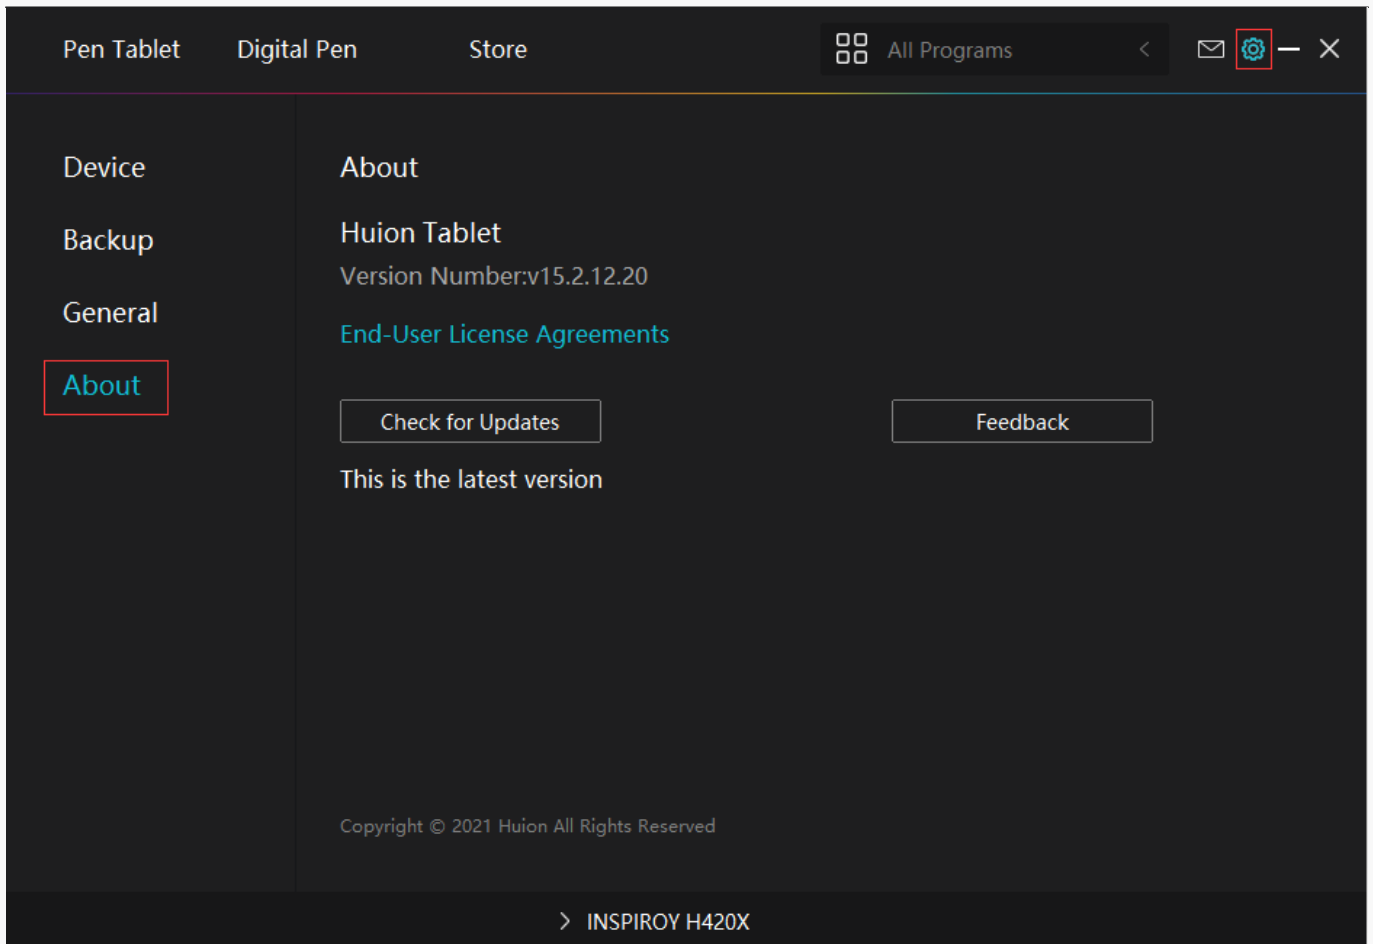 Pen Tablet Digital Pen Store All Programs
Device
Backup
General
About
About
Huion Tablet
Version Number:v15.2.12.20
End-User License Agreements
Check for Updates Feedback
This is the latest version
Copyright © 2021 Huion All Rights Reserved
INSPIROY H420X